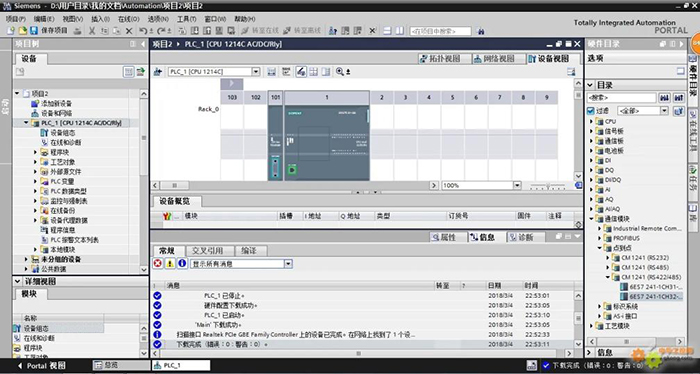 Siemens - D:\用户目录\我的文档\Automation\项目2\项目2
项目(P) 编辑(E) 视图(V) 插入(I) 在线(O) 选项(N) 工具(T) 窗口(W) 帮助(H)
Totally Integrated Automation
PORTAL
保存项目
转至在线 转至离线
<在项目中搜索>
项目树
项目2 ▸ PLC_1 [CPU 1214C AC/DC/Rly]
硬件目录
设备
拓扑视图 网络视图 设备视图
选项
PLC_1 [CPU 1214C]
目录
<搜索>
过滤 <全部>
103 102 101 1 2 3 4 5 6 7 8 9
Rack_0
项目2
添加新设备
设备和网络
PLC_1 [CPU 1214C AC/DC/Rly]
设备组态
在线和诊断
程序块
工艺对象
外部源文件
PLC 变量
PLC 数据类型
监控与强制表
在线备份
设备代理数据
程序信息
PLC 报警文本列表
本地模块
未分组的设备
公共数据
详细视图
模块
名称
设备组态
在线和诊断
程序块
工艺对象
100%
设备概览
模块 插槽 I 地址 Q 地址 类型 订货号 固件 注释
属性 信息 诊断
常规 交叉引用 编译
显示所有消息
消息 转至 ? 日期 时间
PLC_1 已停止。 2018/3/4 22:53:01
硬件配置下载成功。 2018/3/4 22:53:05
PLC_1 已启动。 2018/3/4 22:53:01
'Main' 下载成功。 2018/3/4 22:53:05
扫描接口 Realtek PCIe GBE Family Controller 上的设备已完成。在网络上找到了 1 个设... 2018/3/4 22:53:05
下载完成（错误：0；警告：0）。 2018/3/4 22:53:11
CPU
信号板
通信板
电池板
DI
DQ
DI/DQ
AI
AQ
AI/AQ
通信模块
Industrial Remote Com...
PROFIBUS
点到点
CM 1241 (RS232)
CM 1241 (RS485)
CM 1241 (RS422/485)
6ES7 241-1CH32-
6ES7 241-1CH32-
标识系统
AS-i 接口
工艺模块
信息
硬件目录
在线工具
任务
库
Portal 视图 总览 PLC_1
下载完成（错误：0；警告：0）。